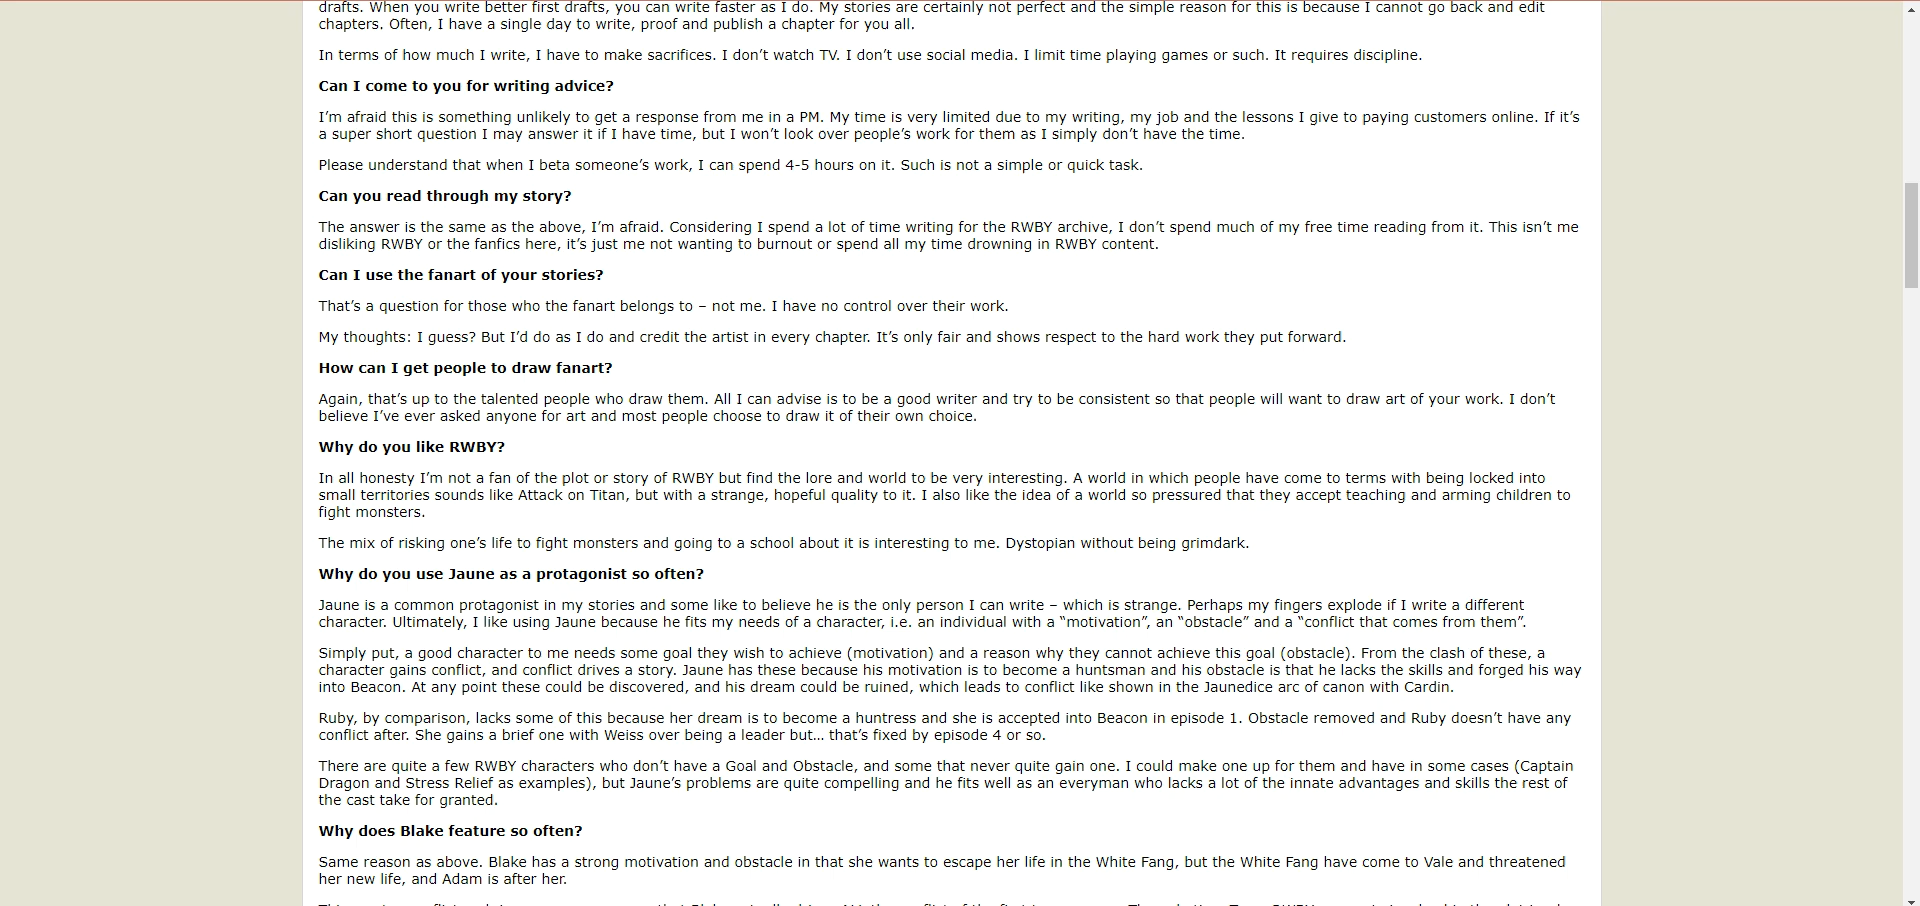 drafts. When you write better first drafts, you can write faster as I do. My stories are certainly not perfect and the simple reason for this is because I cannot go back and edit
chapters. Often, I have a single day to write, proof and publish a chapter for you all.
In terms of how much I write, I have to make sacrifices. I don’t watch TV. I don’t use social media. I limit time playing games or such. It requires discipline.
Can I come to you for writing advice?
I’m afraid this is something unlikely to get a response from me in a PM. My time is very limited due to my writing, my job and the lessons I give to paying customers online. If it’s
a super short question I may answer it if I have time, but I won’t look over people’s work for them as I simply don’t have the time.
Please understand that when I beta someone’s work, I can spend 4-5 hours on it. Such is not a simple or quick task.
Can you read through my story?
The answer is the same as the above, I’m afraid. Considering I spend a lot of time writing for the RWBY archive, I don’t spend much of my free time reading from it. This isn’t me
disliking RWBY or the fanfics here, it’s just me not wanting to burnout or spend all my time drowning in RWBY content.
Can I use the fanart of your stories?
That’s a question for those who the fanart belongs to – not me. I have no control over their work.
My thoughts: I guess? But I’d do as I do and credit the artist in every chapter. It’s only fair and shows respect to the hard work they put forward.
How can I get people to draw fanart?
Again, that’s up to the talented people who draw them. All I can advise is to be a good writer and try to be consistent so that people will want to draw art of your work. I don’t
believe I’ve ever asked anyone for art and most people choose to draw it of their own choice.
Why do you like RWBY?
In all honesty I’m not a fan of the plot or story of RWBY but find the lore and world to be very interesting. A world in which people have come to terms with being locked into
small territories sounds like Attack on Titan, but with a strange, hopeful quality to it. I also like the idea of a world so pressured that they accept teaching and arming children to
fight monsters.
The mix of risking one’s life to fight monsters and going to a school about it is interesting to me. Dystopian without being grimdark.
Why do you use Jaune as a protagonist so often?
Jaune is a common protagonist in my stories and some like to believe he is the only person I can write – which is strange. Perhaps my fingers explode if I write a different
character. Ultimately, I like using Jaune because he fits my needs of a character, i.e. an individual with a “motivation”, an “obstacle” and a “conflict that comes from them”.
Simply put, a good character to me needs some goal they wish to achieve (motivation) and a reason why they cannot achieve this goal (obstacle). From the clash of these, a
character gains conflict, and conflict drives a story. Jaune has these because his motivation is to become a huntsman and his obstacle is that he lacks the skills and forged his way
into Beacon. At any point these could be discovered, and his dream could be ruined, which leads to conflict like shown in the Jaunedice arc of canon with Cardin.
Ruby, by comparison, lacks some of this because her dream is to become a huntress and she is accepted into Beacon in episode 1. Obstacle removed and Ruby doesn’t have any
conflict after. She gains a brief one with Weiss over being a leader but… that’s fixed by episode 4 or so.
There are quite a few RWBY characters who don’t have a Goal and Obstacle, and some that never quite gain one. I could make one up for them and have in some cases (Captain
Dragon and Stress Relief as examples), but Jaune’s problems are quite compelling and he fits well as an everyman who lacks a lot of the innate advantages and skills the rest of
the cast take for granted.
Why does Blake feature so often?
Same reason as above. Blake has a strong motivation and obstacle in that she wants to escape her life in the White Fang, but the White Fang have come to Vale and threatened
her new life, and Adam is after her.